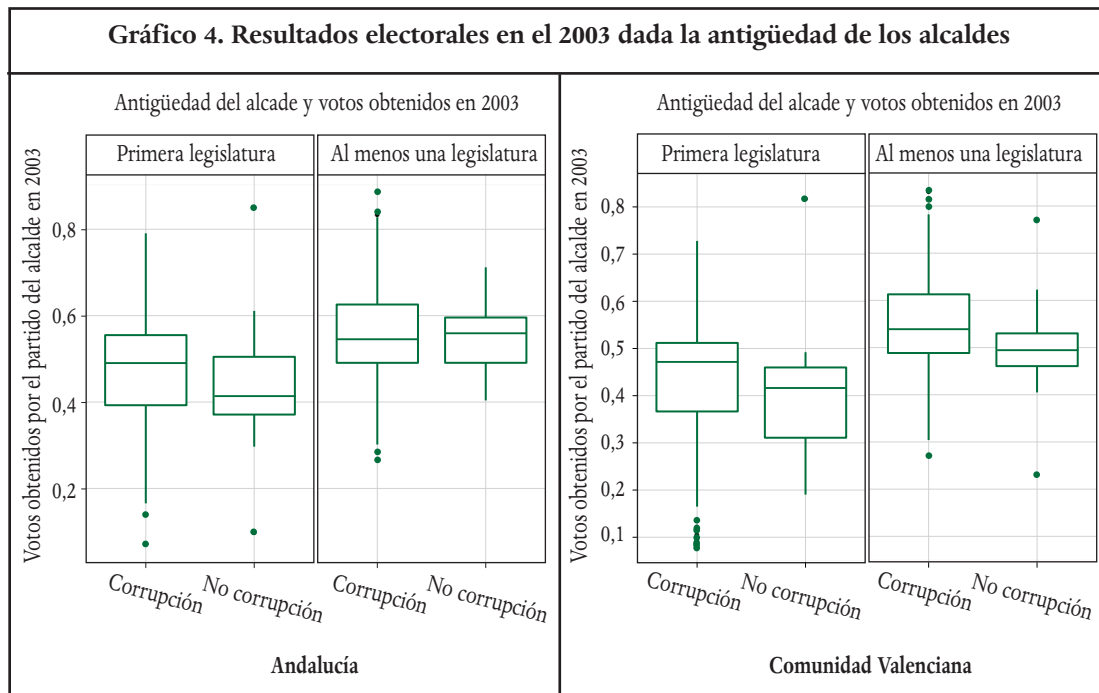 Gráfico 4. Resultados electorales en el 2003 dada la antigüedad de los alcaldes
Antigüedad del alcade y votos obtenidos en 2003
Primera legislatura
Al menos una legislatura
Votos obtenidos por el partido del alcalde en 2003
0,8
0,6
0,4
0,2
Corrupción
No corrupción
Corrupción
No corrupción
Andalucía
Antigüedad del alcade y votos obtenidos en 2003
Primera legislatura
Al menos una legislatura
Votos obtenidos por el partido del alcalde en 2003
0,8
0,7
0,6
0,5
0,4
0,3
0,2
0,1
Corrupción
No corrupción
Corrupción
No corrupción
Comunidad Valenciana